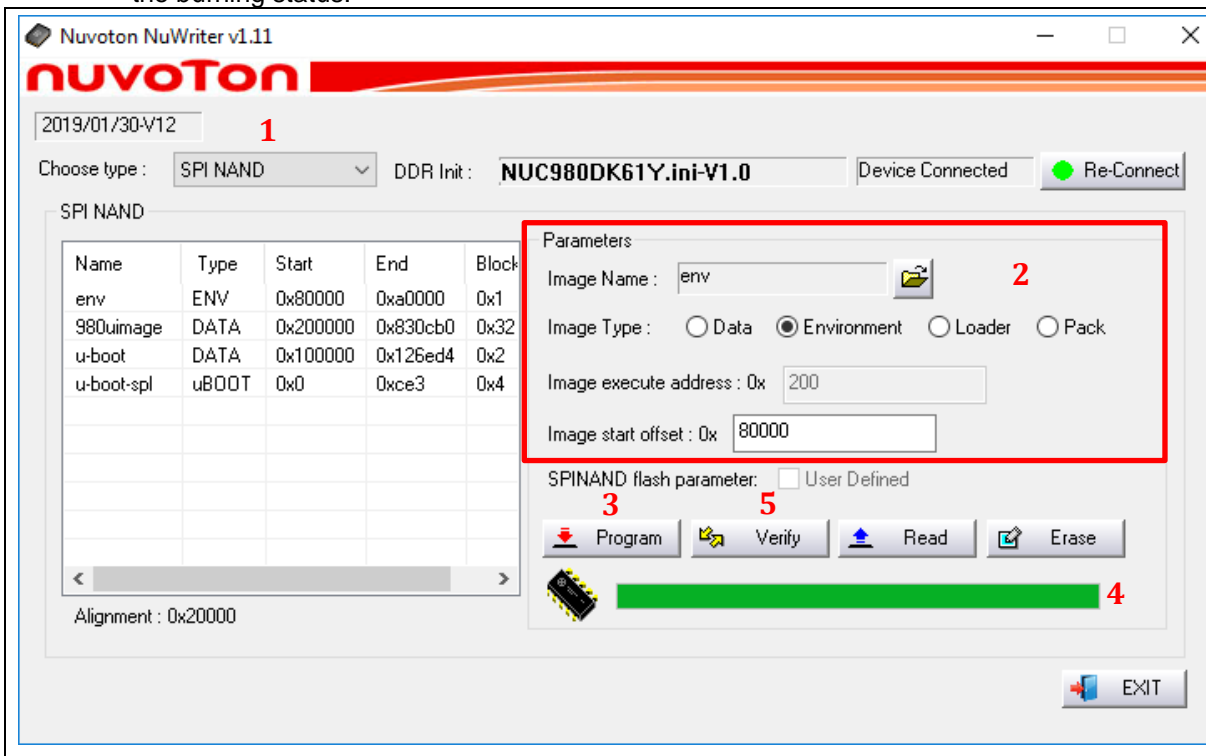 the burning status.
Nuvoton NuWriter v1.11
nuvoTon
2019/01/30-V12
1
Choose type : SPI NAND DDR Init : NUC980DK61Y.ini-V1.0 Device Connected Re-Connect
SPI NAND
Name Type Start End Block
env ENV 0x80000 0xa0000 0x1
980uimage DATA 0x200000 0x830cb0 0x32
u-boot DATA 0x100000 0x126ed4 0x2
u-boot-spl uBOOT 0x0 0xce3 0x4
Alignment : 0x20000
Parameters
Image Name : env 2
Image Type : Data Environment Loader Pack
Image execute address : 0x 200
Image start offset : 0x 80000
SPINAND flash parameter: User Defined
3 5
Program Verify Read Erase
4
EXIT